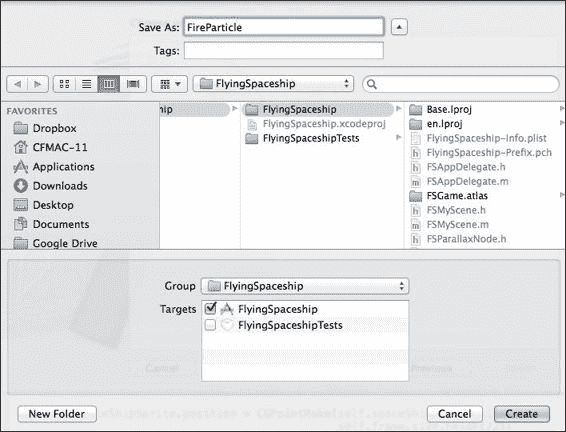 Save As: FireParticle
Tags:
FlyingSpaceship
FAVORITES
Dropbox
CFMAC-11
Applications
Downloads
Desktop
Documents
Google Drive
hip
FlyingSpaceship
FlyingSpaceship.xcodeproj
FlyingSpaceshipTests
Base.lproj
en.lproj
FlyingSpaceship-Info.plist
FlyingSpaceship-Prefix.pch
FSAppDelegate.h
FSAppDelegate.m
FSGame.atlas
FSMyScene.h
FSMyScene.m
FSParallaxNode.h
Group FlyingSpaceship
Targets FlyingSpaceship
FlyingSpaceshipTests
Cancel
Previous
New Folder Cancel Create